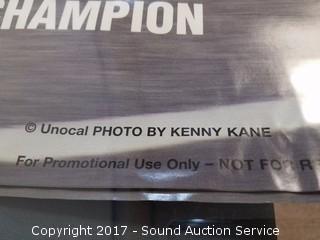 CHAMPION
© Unocal PHOTO BY KENNY KANE
For Promotional Use Only – NOT FOR
Copyright 2017 - Sound Auction Service